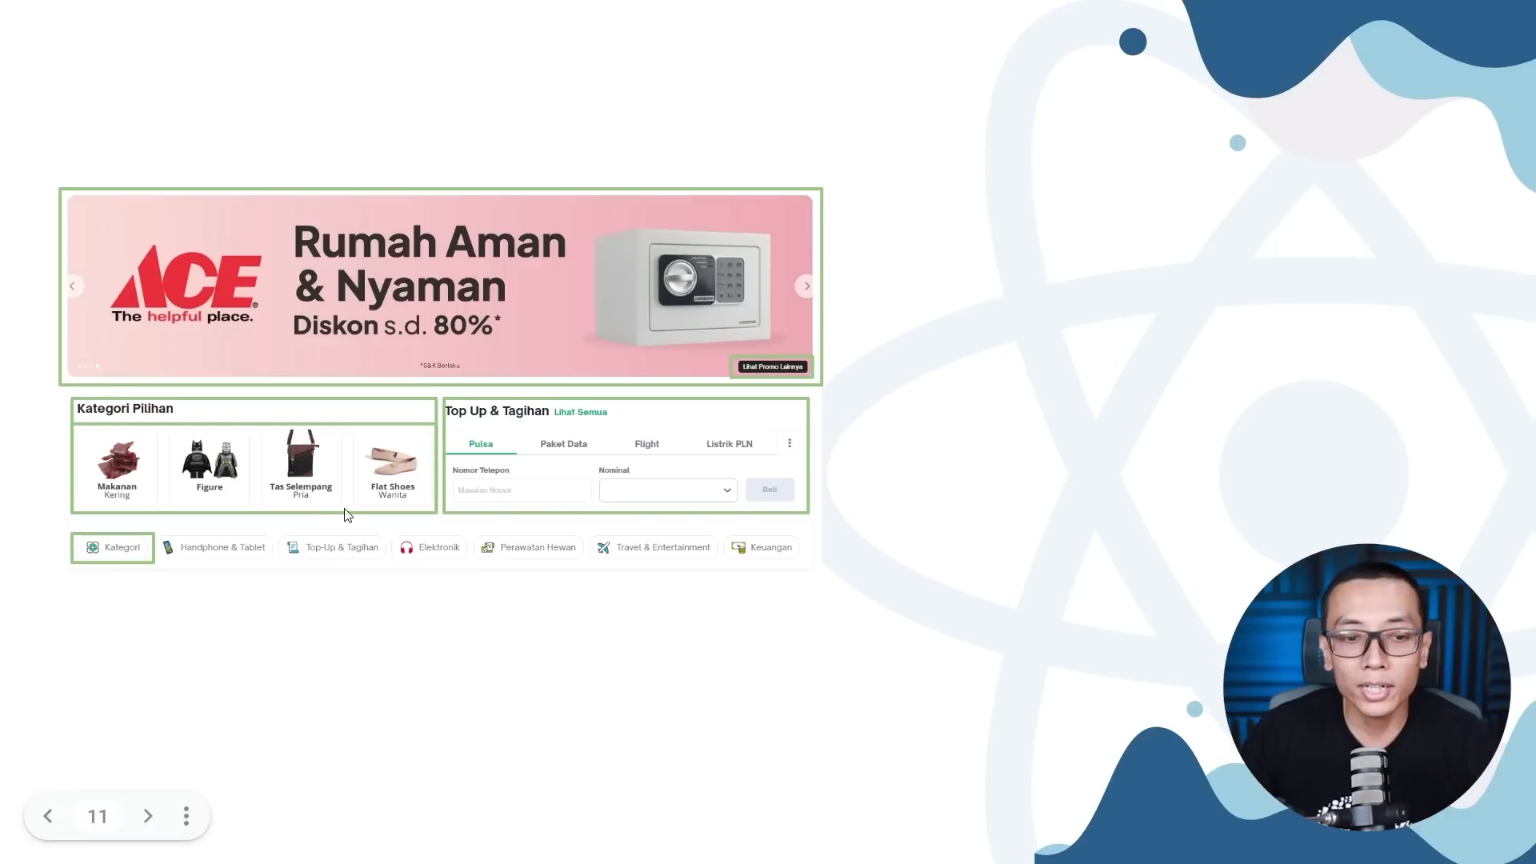 ACE
The helpful place.
Rumah Aman
& Nyaman
Diskon s.d. 80%*
*S&K Berlaku
Lihat Promo Lainnya
Kategori Pilihan
Makanan
Kering
Figure
Tas Selempang
Pria
Flat Shoes
Wanita
Top Up & Tagihan Lihat Semua
Pulsa
Paket Data
Flight
Listrik PLN
Nomor Telepon
Nominal
Masukan Nomor
Beli
Kategori
Handphone & Tablet
Top-Up & Tagihan
Elektronik
Perawatan Hewan
Travel & Entertainment
Keuangan
11